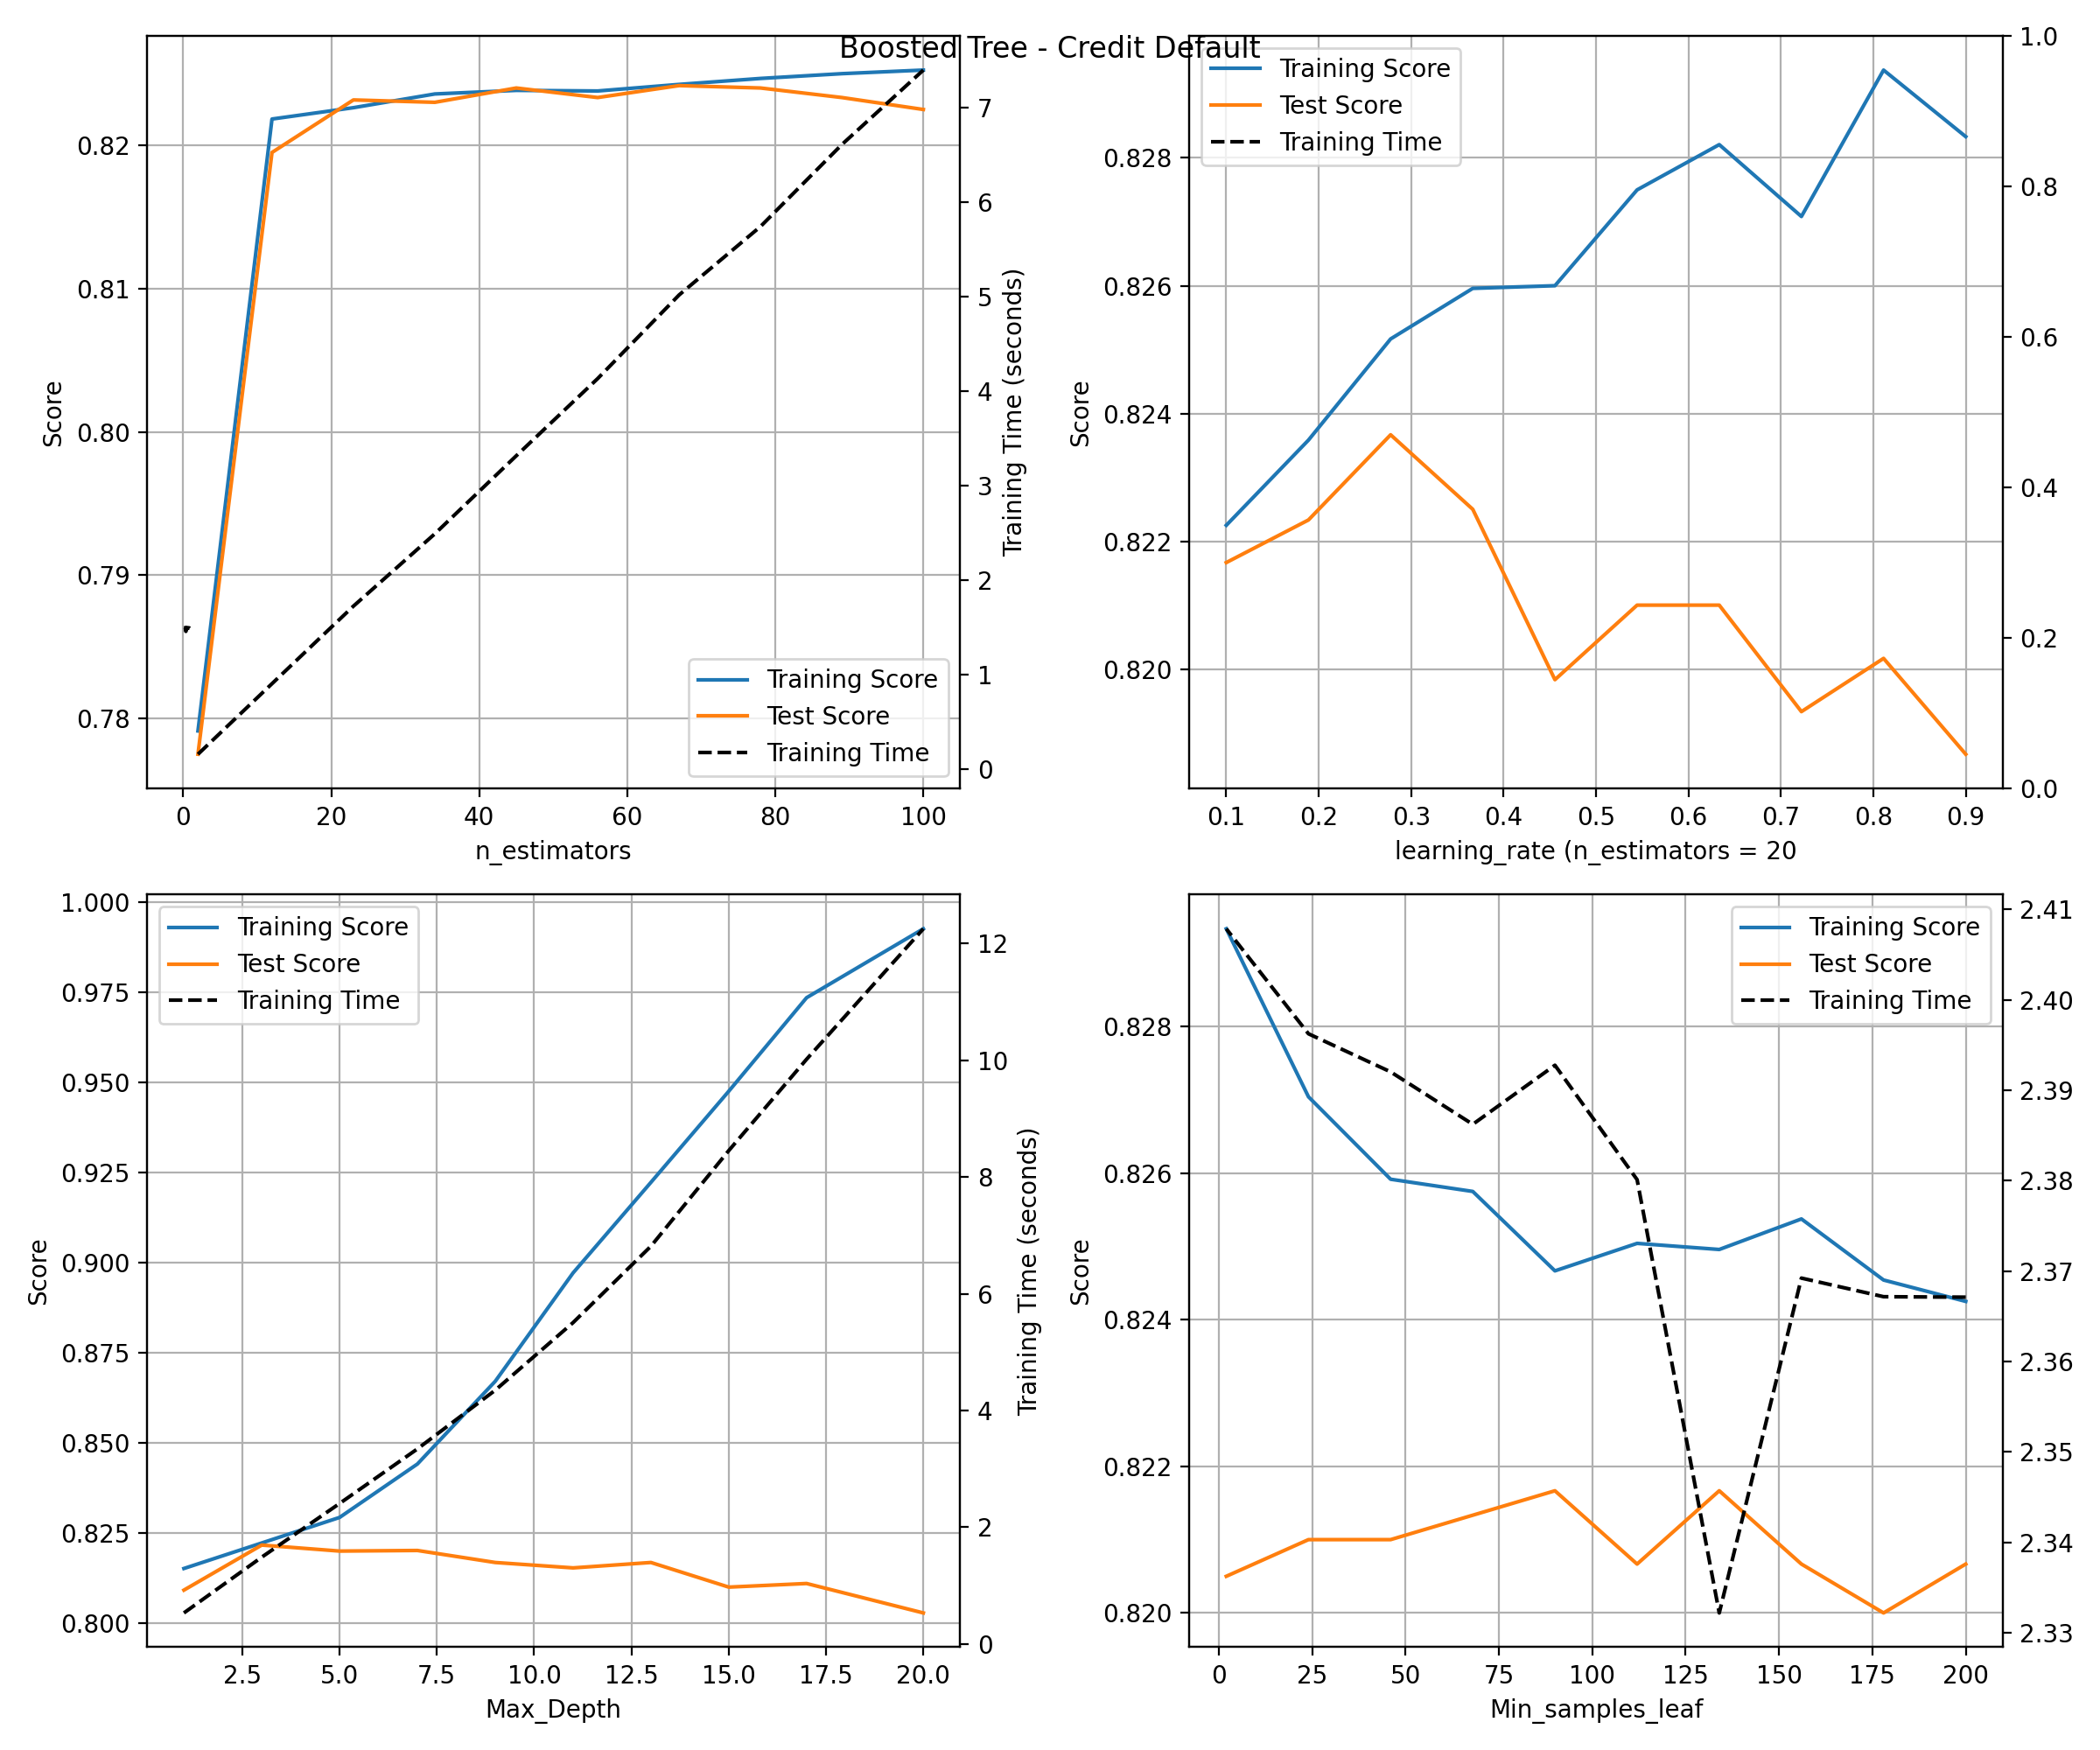 Boosted Tree - Credit Default
0.82
0.81
0.80
0.79
0.78
Score
7
6
5
4
3
2
1
0
Training Time (seconds)
Training Score
Test Score
Training Time
0 20 40 60 80 100
n_estimators
Training Score
Test Score
Training Time
0.828
0.826
0.824
0.822
0.820
Score
1.0
0.8
0.6
0.4
0.2
0.0
0.1 0.2 0.3 0.4 0.5 0.6 0.7 0.8 0.9
learning_rate (n_estimators = 20
Training Score
Test Score
Training Time
1.000
0.975
0.950
0.925
0.900
0.875
0.850
0.825
0.800
Score
12
10
8
6
4
2
0
Training Time (seconds)
2.5 5.0 7.5 10.0 12.5 15.0 17.5 20.0
Max_Depth
Training Score
Test Score
Training Time
0.828
0.826
0.824
0.822
0.820
Score
2.41
2.40
2.39
2.38
2.37
2.36
2.35
2.34
2.33
0 25 50 75 100 125 150 175 200
Min_samples_leaf